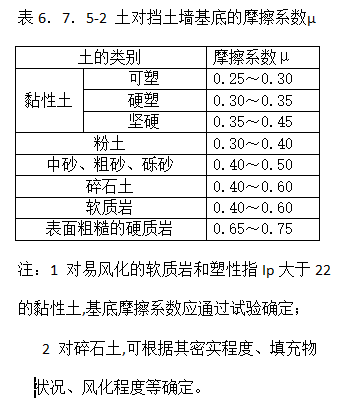 表 6．7．5-2 土对挡土墙基底的摩擦系数μ
土的类别 摩擦系数μ
黏性土 可塑 0.25～0.30
硬塑 0.30～0.35
坚硬 0.35～0.45
粉土 0.30～0.40
中砂、粗砂、砾砂 0.40～0.50
碎石土 0.40～0.60
软质岩 0.40～0.60
表面粗糙的硬质岩 0.65～0.75
注：1 对易风化的软质岩和塑性指 Ip 大于 22
的黏性土,基底摩擦系数应通过试验确定；
2 对碎石土,可根据其密实程度、填充物
状况、风化程度等确定。